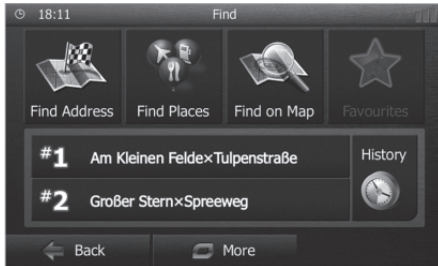 18:11 Find
Find Address Find Places Find on Map Favourites
#1 Am Kleinen Felde×Tulpenstraße History
#2 Großer Stern×Spreeweg
Back More